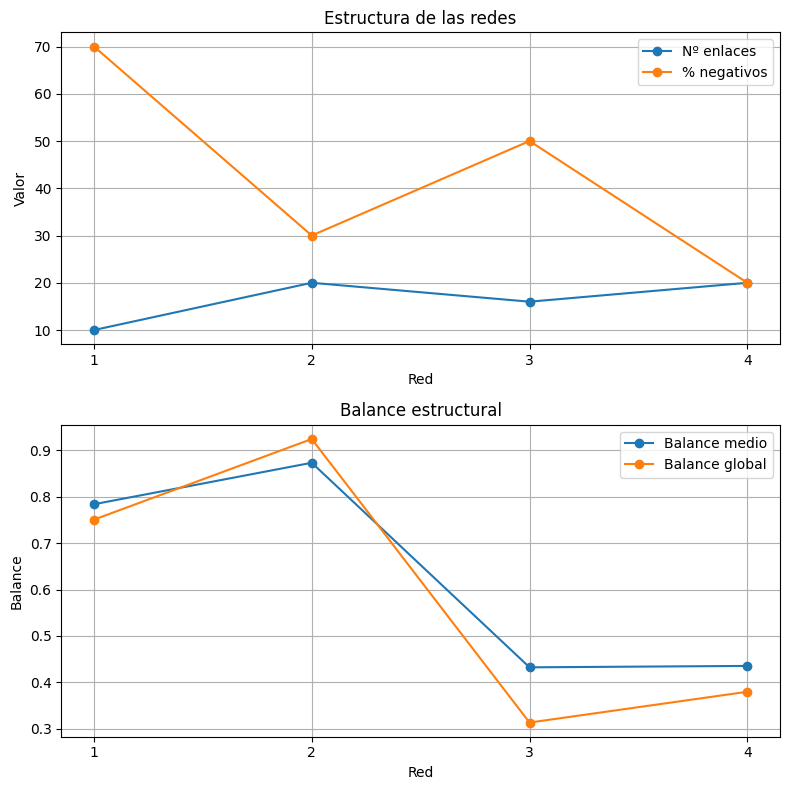 Estructura de las redes
Nº enlaces
% negativos
70
60
50
40
30
20
10
Valor
1 2 3 4
Red
Balance estructural
Balance medio
Balance global
0.9
0.8
0.7
0.6
0.5
0.4
0.3
Balance
1 2 3 4
Red